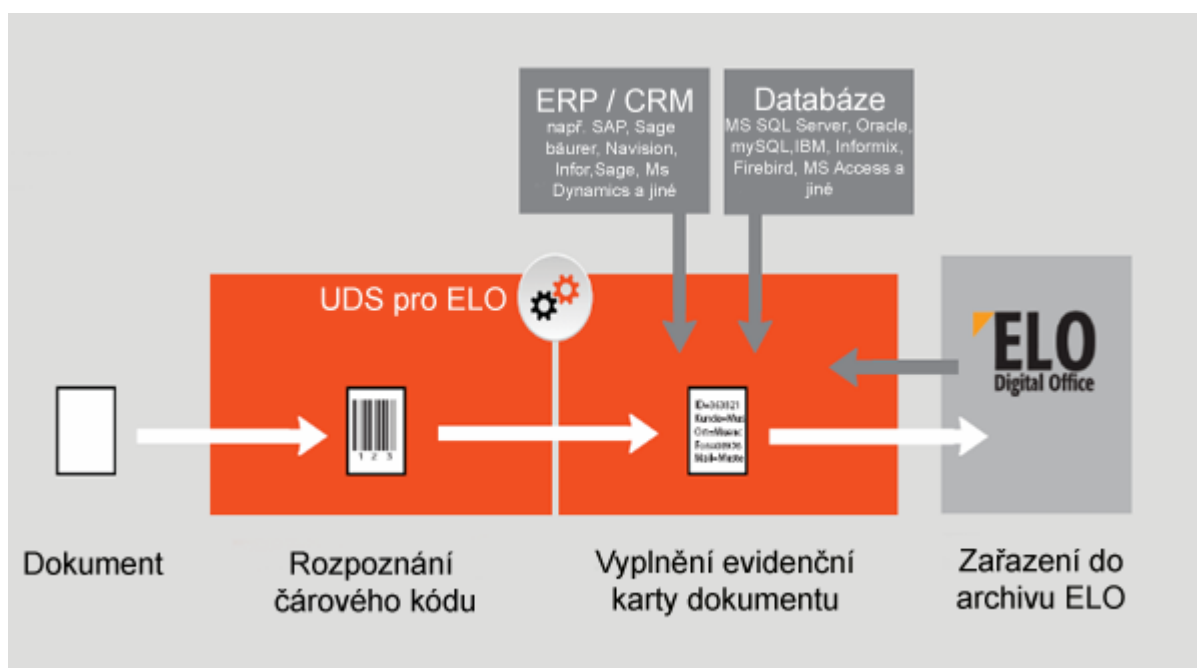 ERP / CRM
např. SAP, Sage
bäurer, Navision,
Infor,Sage, Ms
Dynamics a jiné
Databáze
MS SQL Server, Oracle,
mySQL,IBM, Informix,
Firebird, MS Access a
jiné
UDS pro ELO
ELO
Digital Office
1 2 3
ID=363021
Dokument
Rozpoznání
čárového kódu
Vyplnění evidenční
karty dokumentu
Zařazení do
archivu ELO